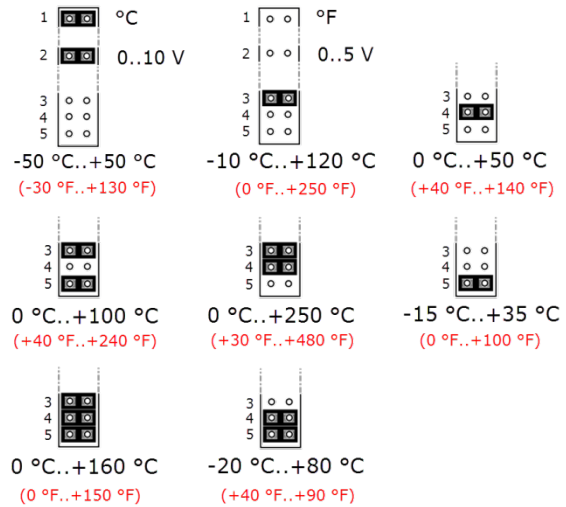 1 °C
2 0..10 V
3
4
5
-50 °C..+50 °C
(-30 °F..+130 °F)
1 °F
2 0..5 V
3
4
5
-10 °C..+120 °C
(0 °F..+250 °F)
3
4
5
0 °C..+50 °C
(+40 °F..+140 °F)
3
4
5
0 °C..+100 °C
(+40 °F..+240 °F)
3
4
5
0 °C..+250 °C
(+30 °F..+480 °F)
3
4
5
-15 °C..+35 °C
(0 °F..+100 °F)
3
4
5
0 °C..+160 °C
(0 °F..+150 °F)
3
4
5
-20 °C..+80 °C
(+40 °F..+90 °F)